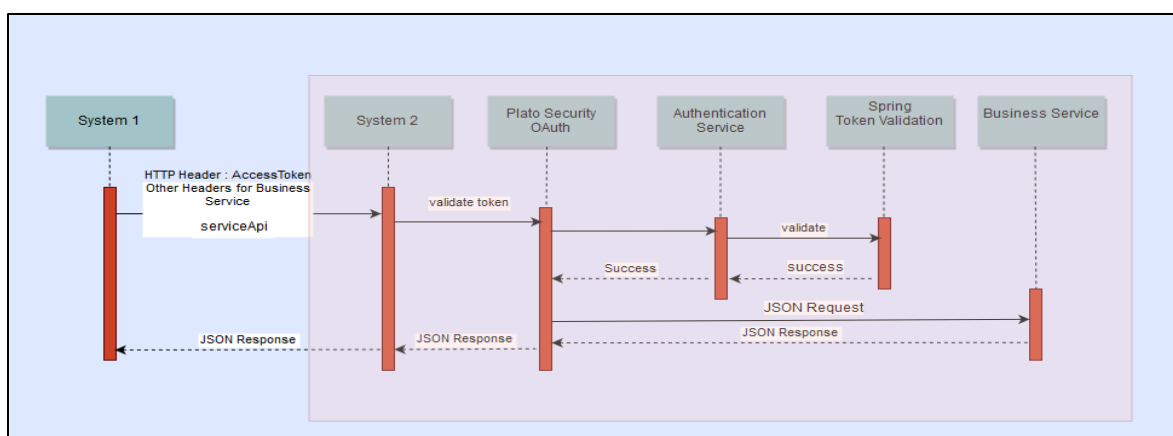 System 1
System 2
Plato Security
OAuth
Authentication
Service
Spring
Token Validation
Business Service
HTTP Header : AccessToken
Other Headers for Business
Service
serviceApi
validate token
validate
Success
success
JSON Request
JSON Response
JSON Response
JSON Response